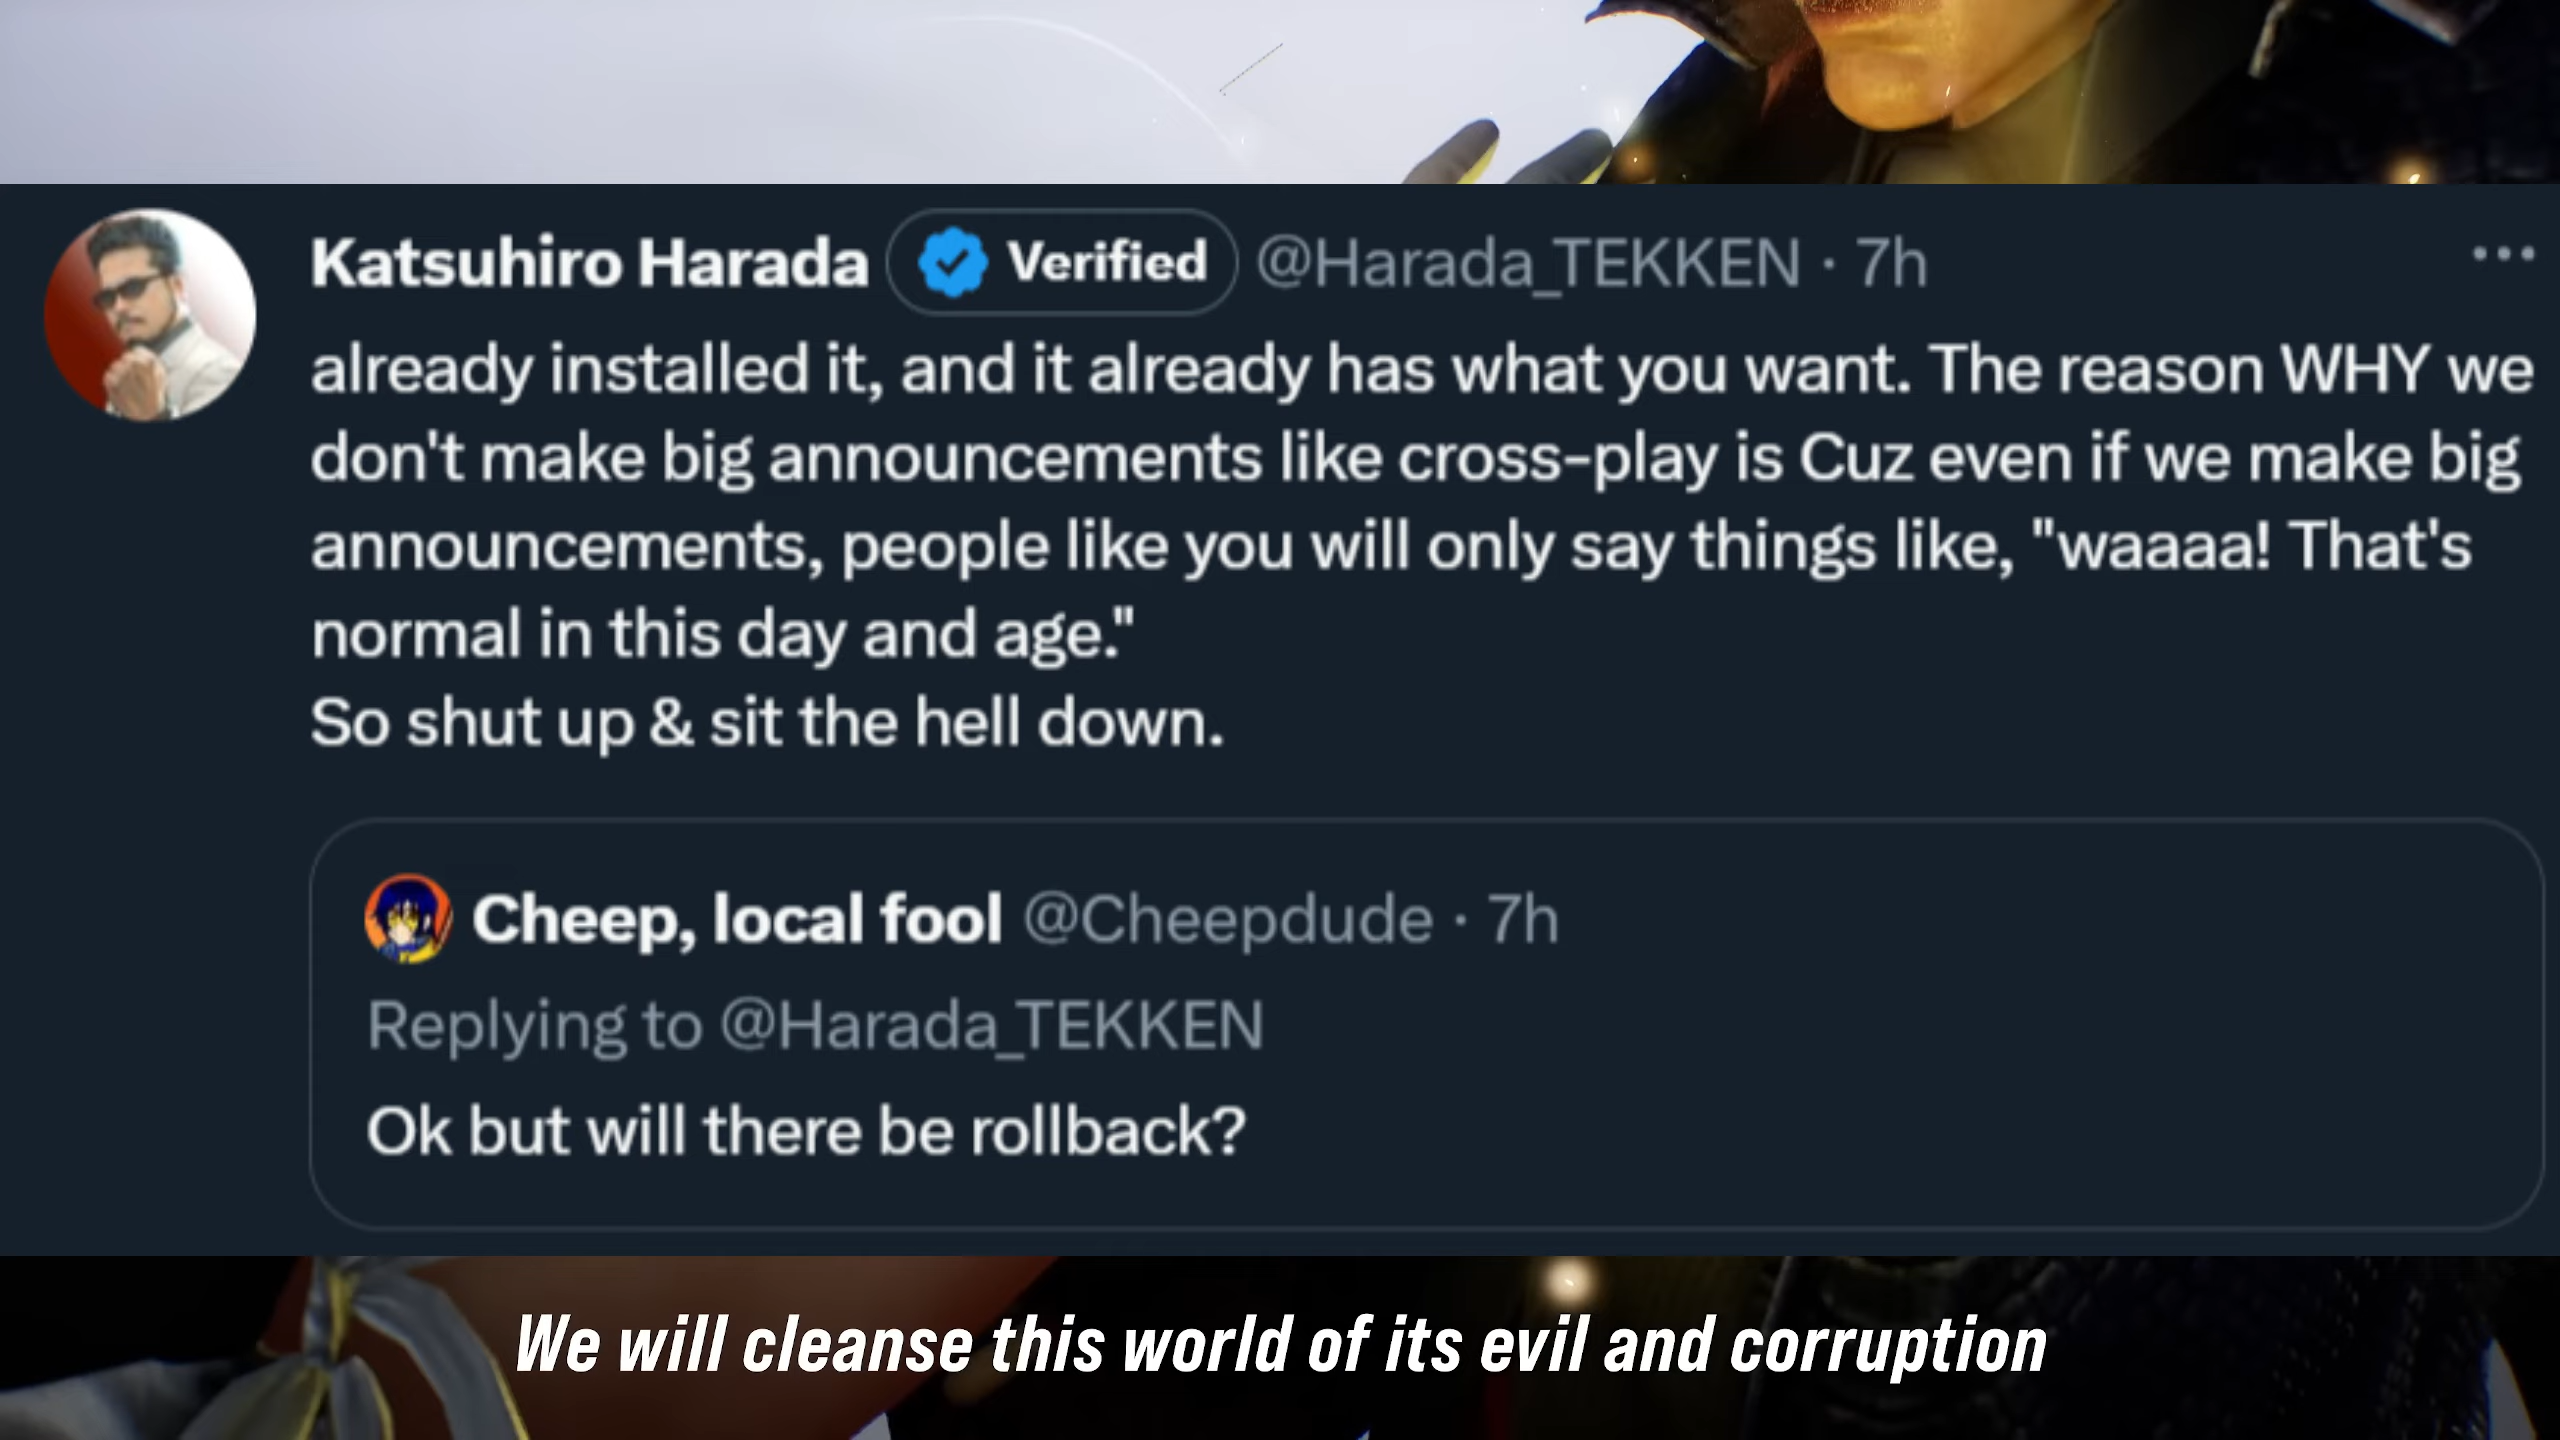 Katsuhiro Harada Verified @Harada_TEKKEN · 7h
already installed it, and it already has what you want. The reason WHY we
don't make big announcements like cross-play is Cuz even if we make big
announcements, people like you will only say things like, "waaaa! That's
normal in this day and age."
So shut up & sit the hell down.
Cheep, local fool @Cheepdude · 7h
Replying to @Harada_TEKKEN
Ok but will there be rollback?
We will cleanse this world of its evil and corruption